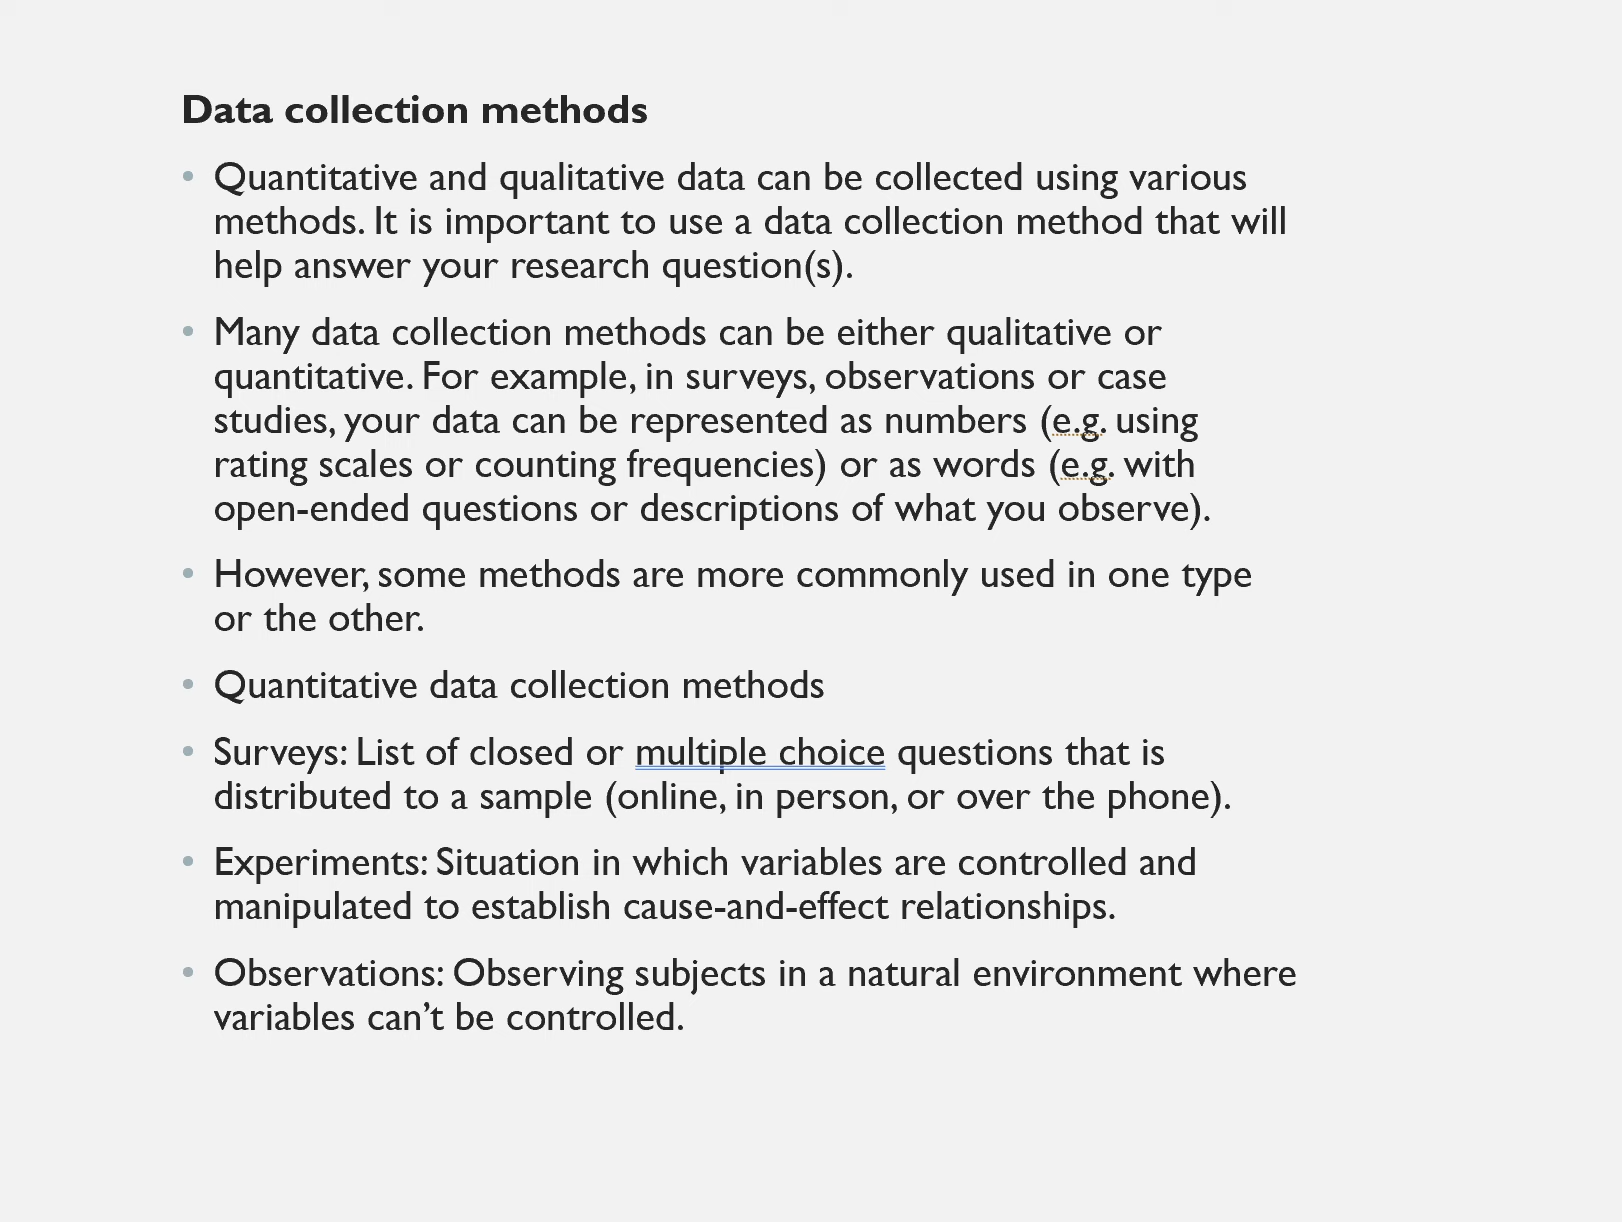 Data collection methods
• Quantitative and qualitative data can be collected using various
methods. It is important to use a data collection method that will
help answer your research question(s).
• Many data collection methods can be either qualitative or
quantitative. For example, in surveys, observations or case
studies, your data can be represented as numbers (e.g. using
rating scales or counting frequencies) or as words (e.g. with
open-ended questions or descriptions of what you observe).
• However, some methods are more commonly used in one type
or the other.
• Quantitative data collection methods
• Surveys: List of closed or multiple choice questions that is
distributed to a sample (online, in person, or over the phone).
• Experiments: Situation in which variables are controlled and
manipulated to establish cause-and-effect relationships.
• Observations: Observing subjects in a natural environment where
variables can’t be controlled.